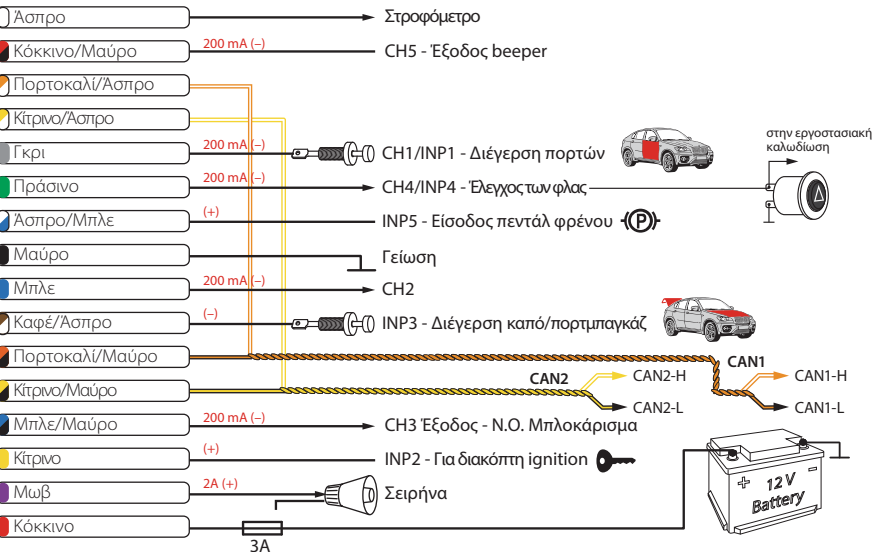 Άσπρο Στροφόμετρο
Κόκκινο/Μαύρο 200 mA (–) CH5 - Έξοδος beeper
Πορτοκαλί/Άσπρο
Κίτρινο/Άσπρο
στην εργοστασιακή
καλωδίωση
Γκρι 200 mA (–) CH1/INP1 - Διέγερση πορτών
Πράσινο 200 mA (–) CH4/INP4 - Έλεγχος των φλας
Άσπρο/Μπλε (+) INP5 - Είσοδος πεντάλ φρένου (P)
Μαύρο Γείωση
Μπλε 200 mA (–) CH2
Καφέ/Άσπρο (–) INP3 - Διέγερση καπό/πορτμπαγκάζ
Πορτοκαλί/Μαύρο CAN1
CAN2 CAN2-H CAN1-H
Κίτρινο/Μαύρο
CAN2-L CAN1-L
Μπλε/Μαύρο 200 mA (–) CH3 Έξοδος - N.O. Μπλοκάρισμα
Κίτρινο (+) INP2 - Για διακόπτη ignition
Μωβ 2A (+) Σειρήνα
+ 12 V –
Battery
Κόκκινο
3A